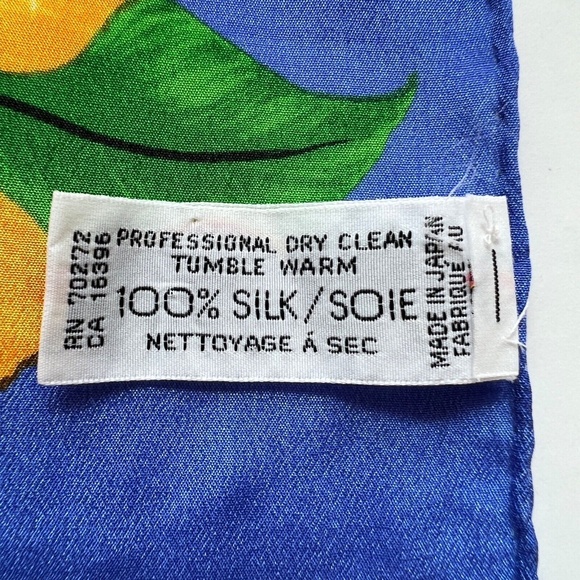 RN 70272
CA 16396
PROFESSIONAL DRY CLEAN
TUMBLE WARM
100% SILK/SOIE
NETTOYAGE Á SEC
MADE IN JAPAN
FABRIQUÉ AU